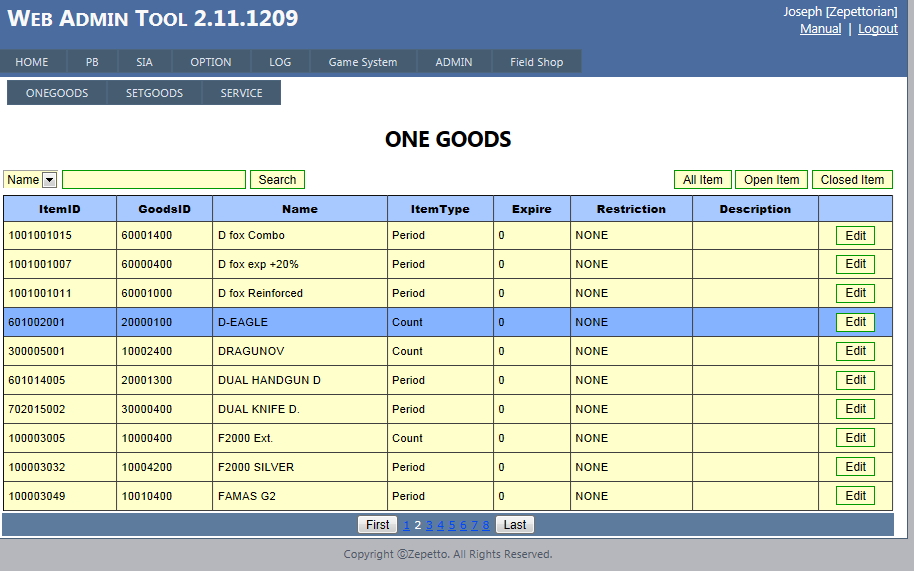 WEB ADMIN TOOL 2.11.1209
Joseph [Zepettorian]
Manual | Logout
HOME PB SIA OPTION LOG Game System ADMIN Field Shop
ONEGOODS SETGOODS SERVICE
ONE GOODS
Name Search All Item Open Item Closed Item
ItemID GoodsID Name ItemType Expire Restriction Description
1001001015 60001400 D fox Combo Period 0 NONE Edit
1001001007 60000400 D fox exp +20% Period 0 NONE Edit
1001001011 60001000 D fox Reinforced Period 0 NONE Edit
601002001 20000100 D-EAGLE Count 0 NONE Edit
300005001 10002400 DRAGUNOV Count 0 NONE Edit
601014005 20001300 DUAL HANDGUN D Period 0 NONE Edit
702015002 30000400 DUAL KNIFE D. Period 0 NONE Edit
100003005 10000400 F2000 Ext. Count 0 NONE Edit
100003032 10004200 F2000 SILVER Period 0 NONE Edit
100003049 10010400 FAMAS G2 Period 0 NONE Edit
First 1 2 3 4 5 6 7 8 Last
Copyright ⓒZepetto. All Rights Reserved.